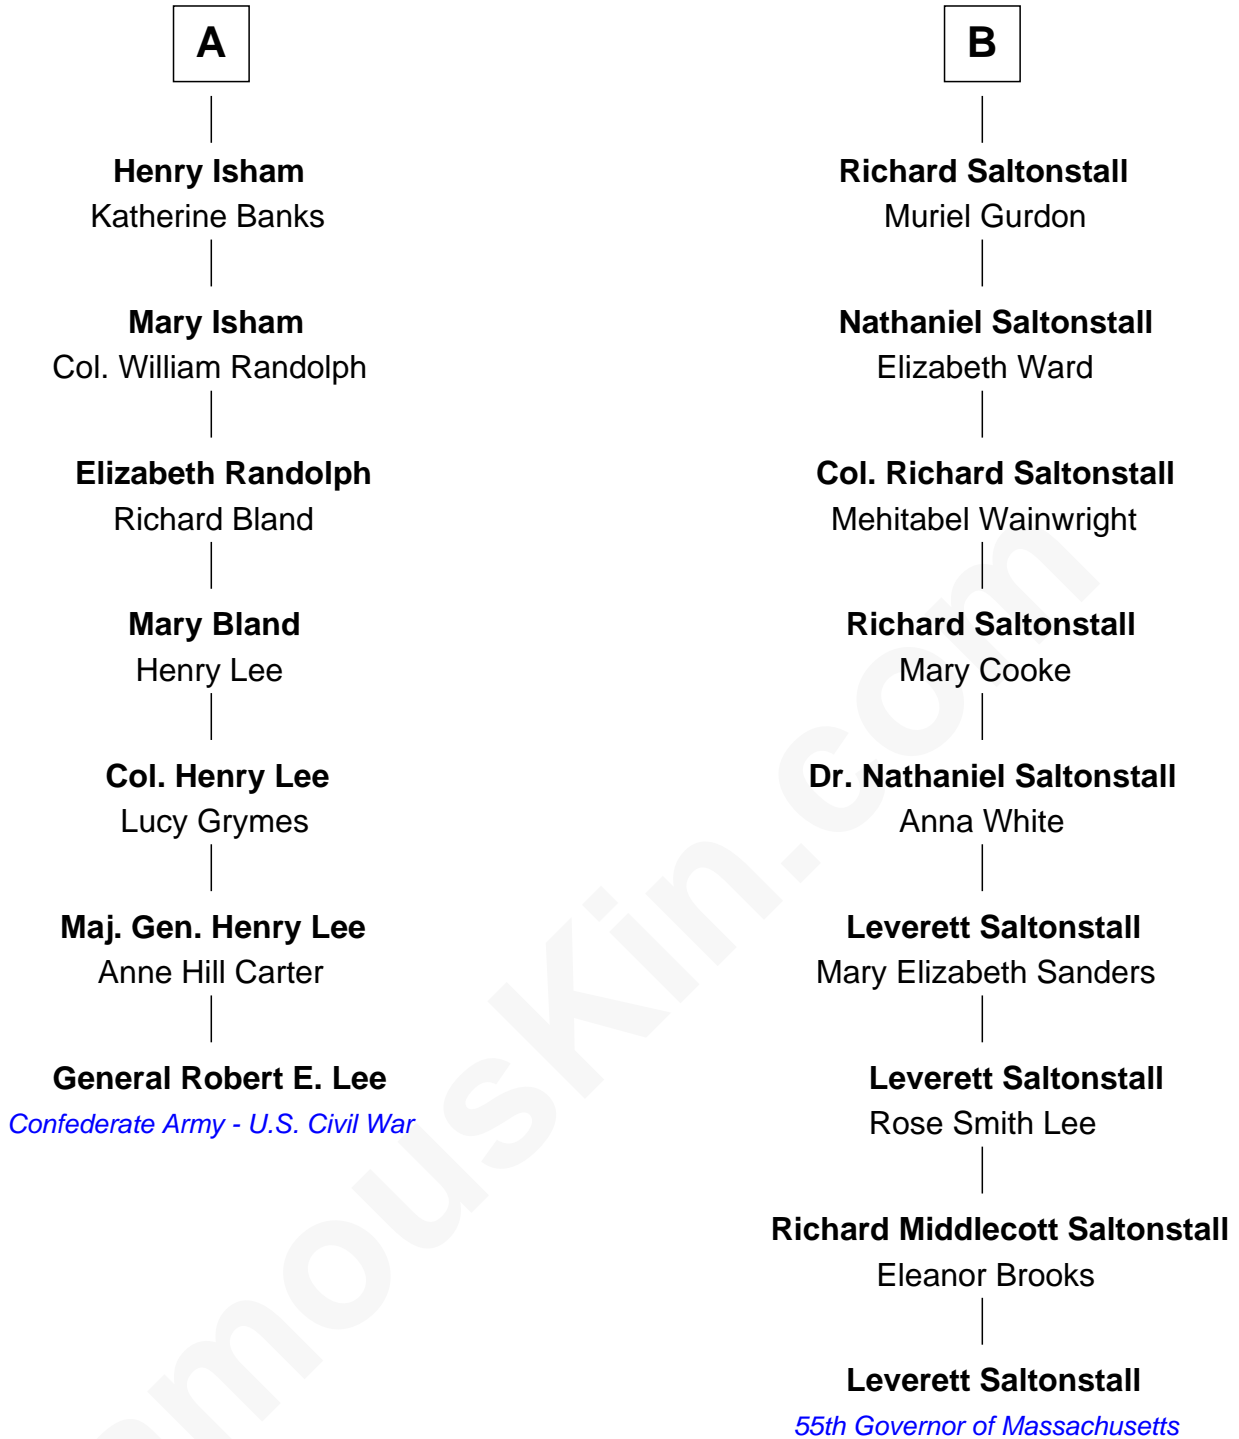 A
Henry Isham
Katherine Banks
Mary Isham
Col. William Randolph
Elizabeth Randolph
Richard Bland
Mary Bland
Henry Lee
Col. Henry Lee
Lucy Grymes
Maj. Gen. Henry Lee
Anne Hill Carter
General Robert E. Lee
Confederate Army - U.S. Civil War
B
Richard Saltonstall
Muriel Gurdon
Nathaniel Saltonstall
Elizabeth Ward
Col. Richard Saltonstall
Mehitabel Wainwright
Richard Saltonstall
Mary Cooke
Dr. Nathaniel Saltonstall
Anna White
Leverett Saltonstall
Mary Elizabeth Sanders
Leverett Saltonstall
Rose Smith Lee
Richard Middlecott Saltonstall
Eleanor Brooks
Leverett Saltonstall
55th Governor of Massachusetts
amousKin.com